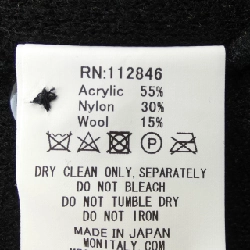 RN:112846
Acrylic 55%
Nylon 30%
Wool 15%
P
DRY CLEAN ONLY, SEPARATELY
DO NOT BLEACH
DO NOT TUMBLE DRY
DO NOT IRON
MADE IN JAPAN
MONITALY.COM